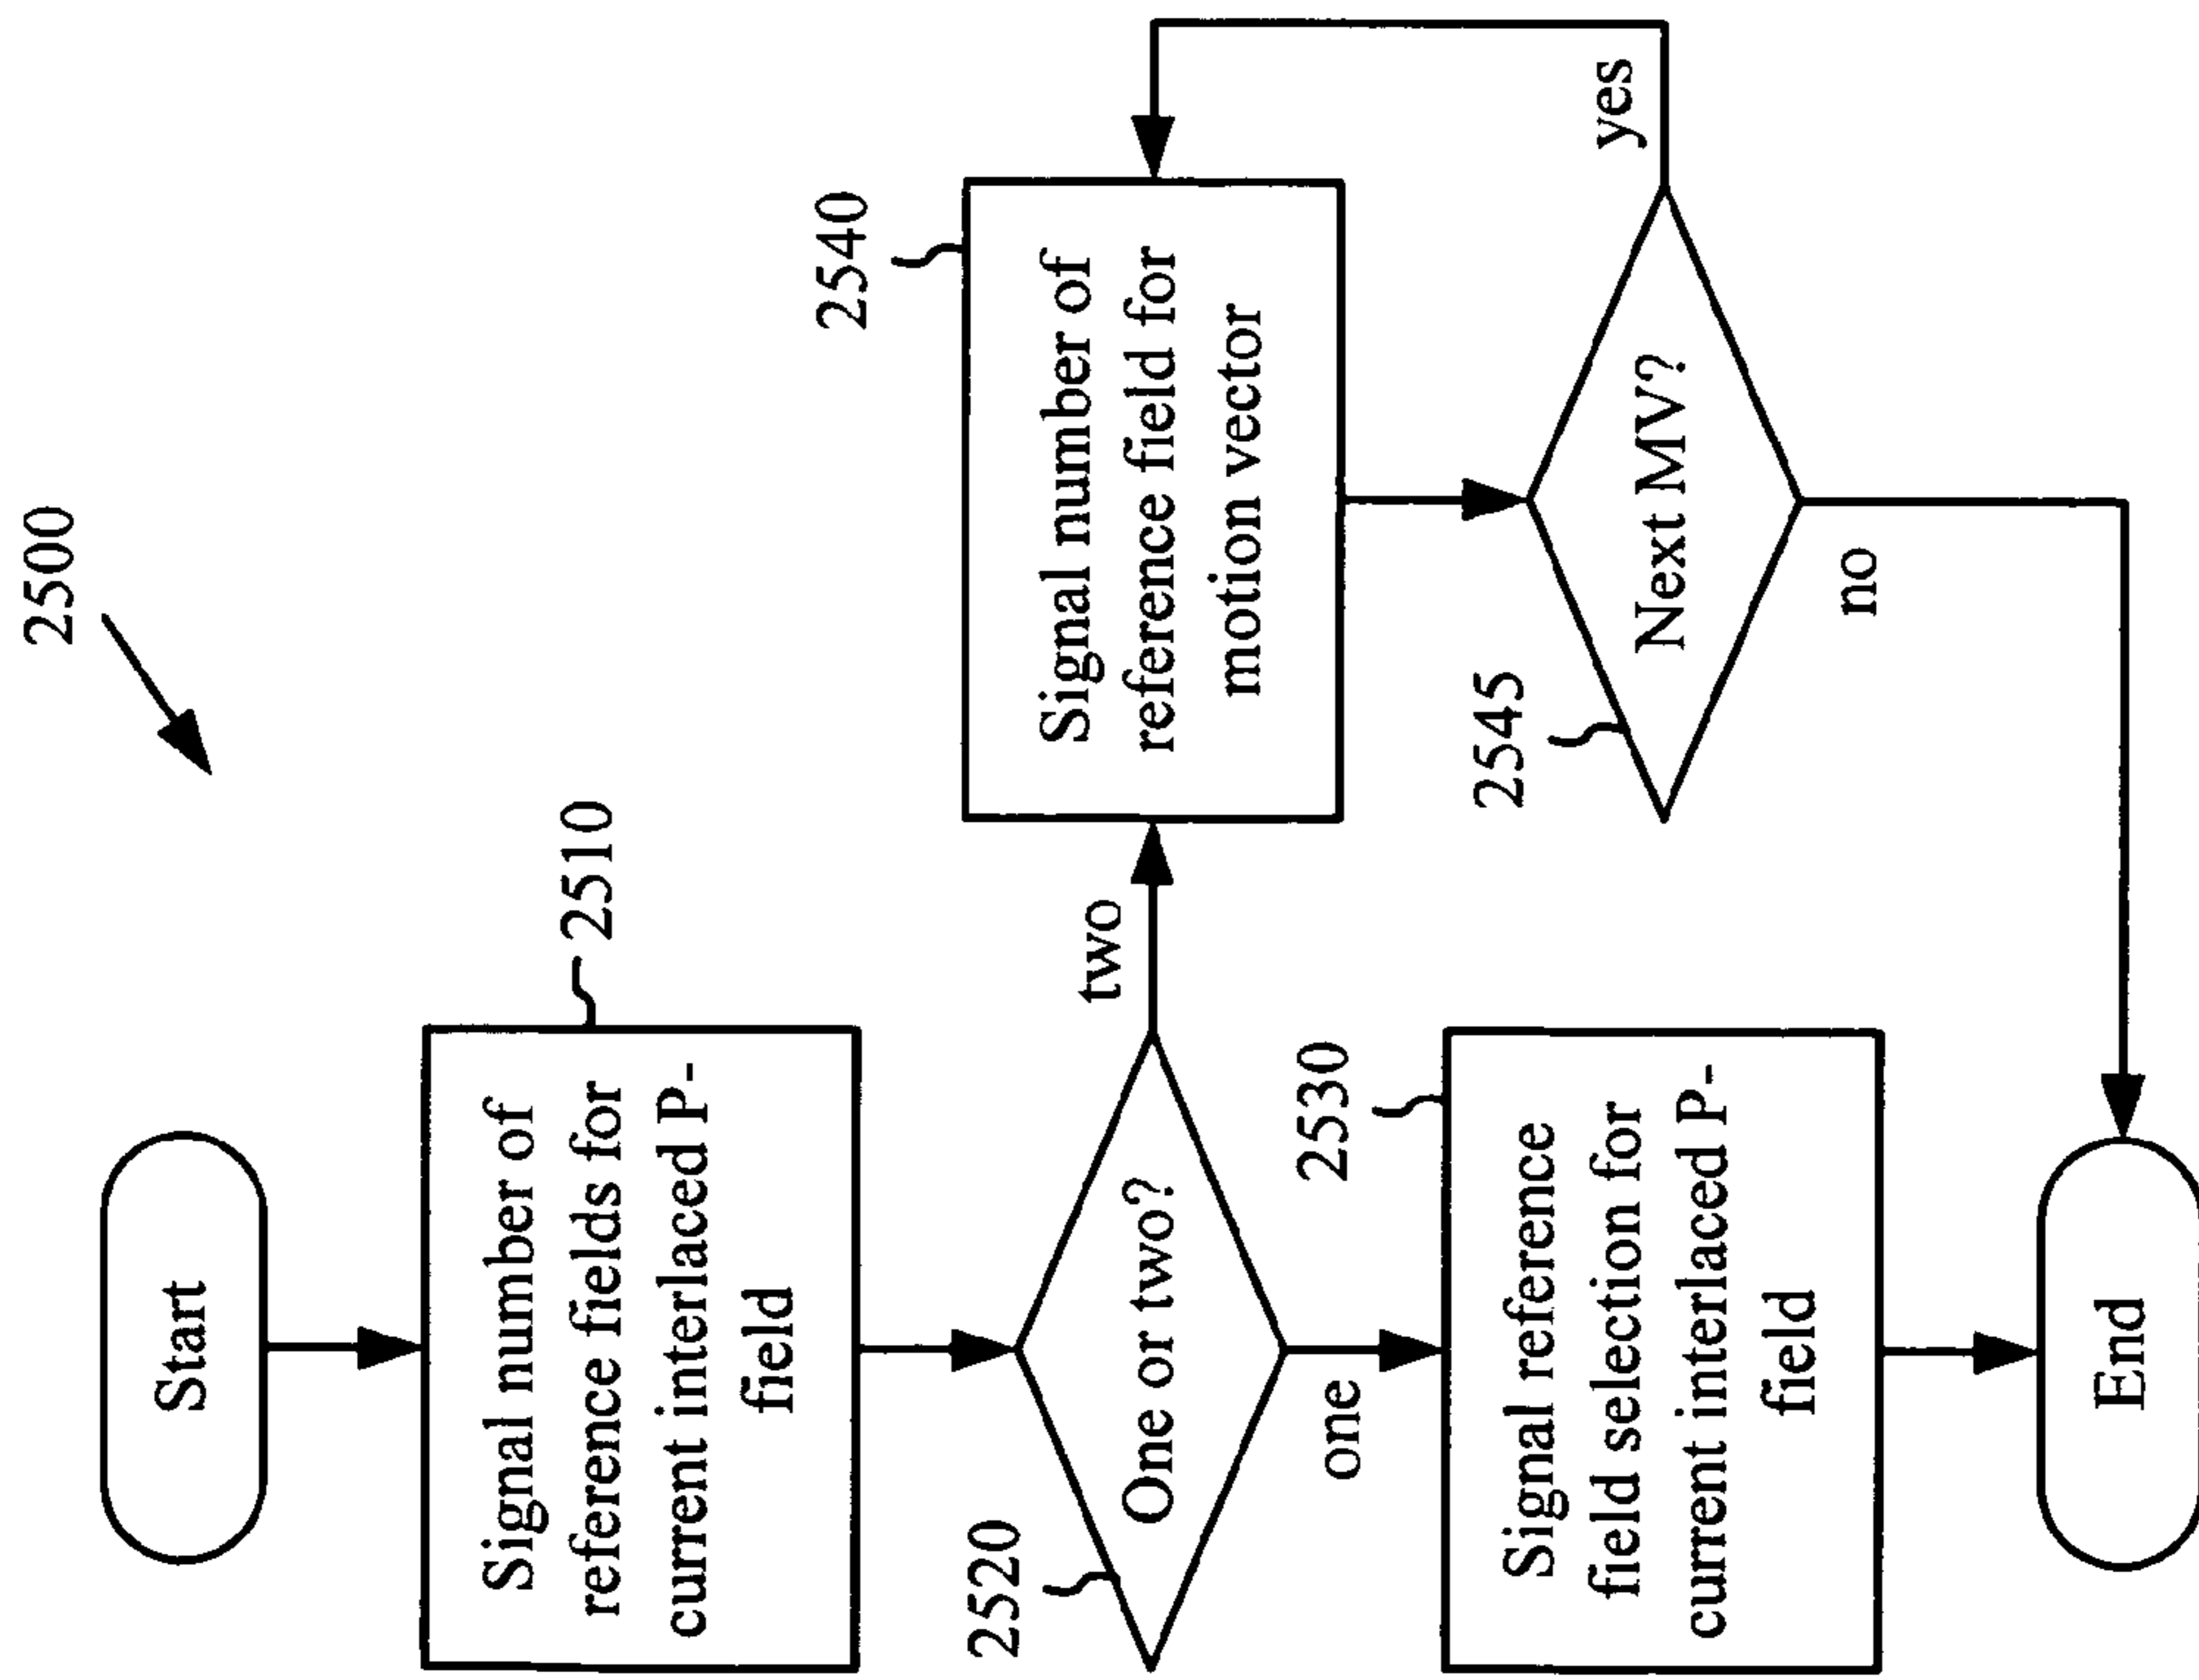 2500
Start
2510
Signal number of
reference fields for
current interlaced P-
field
2520
One or two?
two
one
2530
Signal reference
field selection for
current interlaced P-
field
2540
Signal number of
reference field for
motion vector
2545
Next MV?
yes
no
End